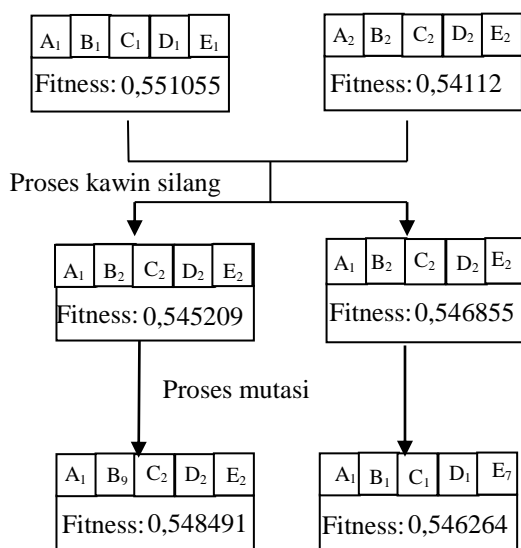 A₁ B₁ C₁ D₁ E₁
Fitness: 0,551055
A₂ B₂ C₂ D₂ E₂
Fitness: 0,54112
Proses kawin silang
A₁ B₂ C₂ D₂ E₂
Fitness: 0,545209
A₁ B₂ C₂ D₂ E₂
Fitness: 0,546855
Proses mutasi
A₁ B₉ C₂ D₂ E₂
Fitness: 0,548491
A₁ B₁ C₁ D₁ E₇
Fitness: 0,546264